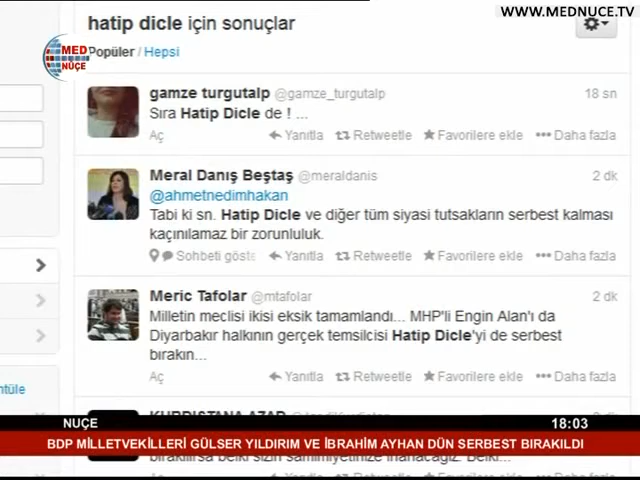 WWW.MEDNUCE.TV
hatip dicle için sonuçlar
MED NUÇE
Popüler / Hepsi
gamze turgutalp @gamze_turgutalp 18 sn
Sıra Hatip Dicle de ! ...
Aç Yanıtla Retweetle Favorilere ekle Daha fazla
Meral Danış Beştaş @meraldanis 2 dk
@ahmetnedimhakan
Tabi ki sn. Hatip Dicle ve diğer tüm siyasi tutsakların serbest kalması
kaçınılamaz bir zorunluluk.
Sohbeti göste Yanıtla Retweetle Favorilere ekle Daha fazla
Meric Tafolar @mtafolar 2 dk
Milletin meclisi ikisi eksik tamamlandı... MHP'li Engin Alan'ı da
Diyarbakır halkının gerçek temsilcisi Hatip Dicle'yi de serbest
bırakın...
Aç Yanıtla Retweetle Favorilere ekle Daha fazla
ntüle
KURDISTANA AZAD
NUÇE 18:03
BDP MİLLETVEKİLLERİ GÜLSER YILDIRIM VE İBRAHİM AYHAN DÜN SERBEST BIRAKILDI